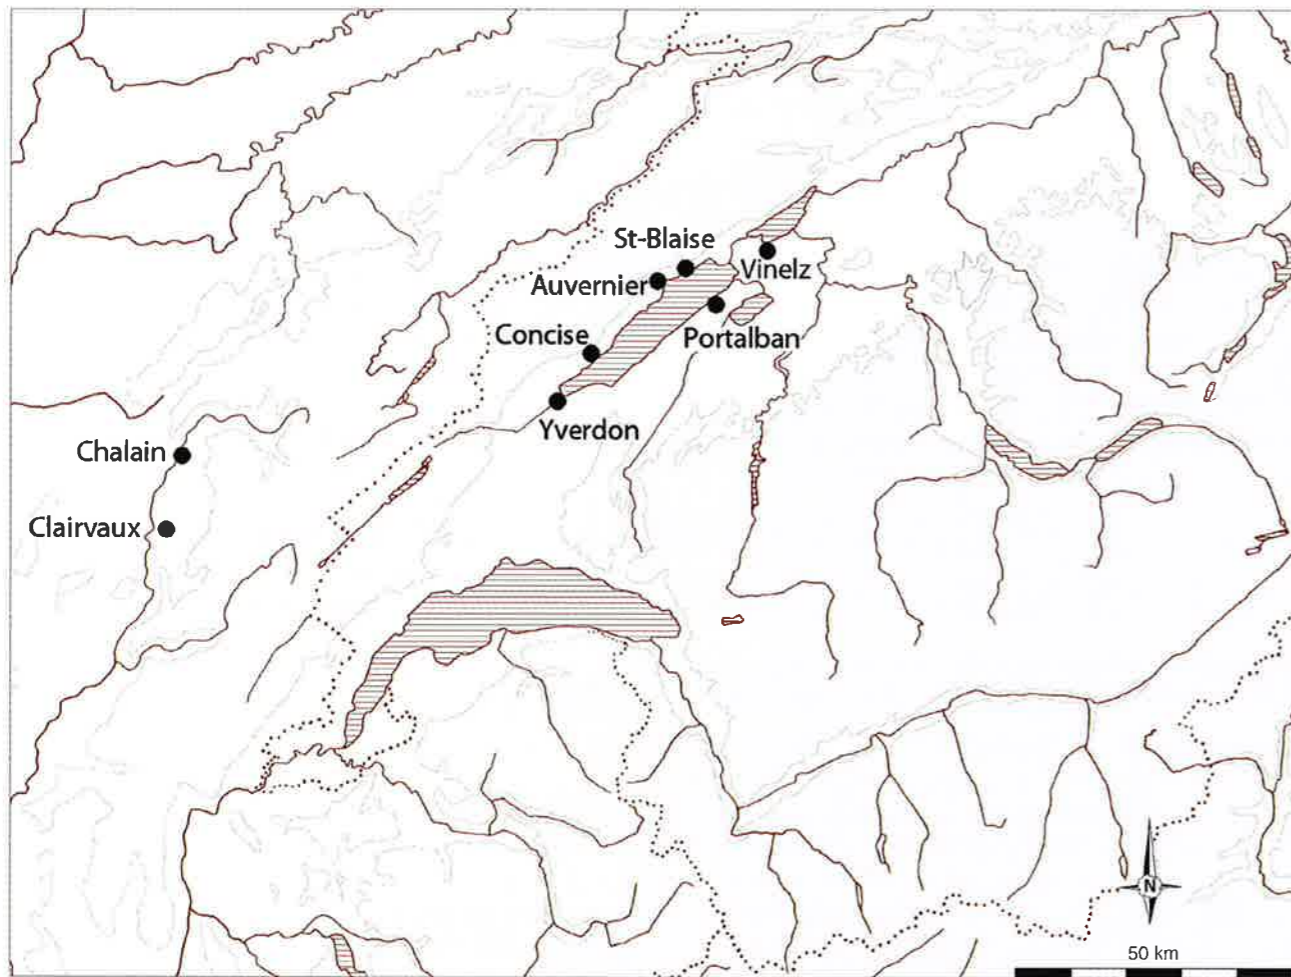 St-Blaise
Vinelz
Auvernier
Concise
Portalban
Yverdon
Chalain
Clairvaux
N
50 km